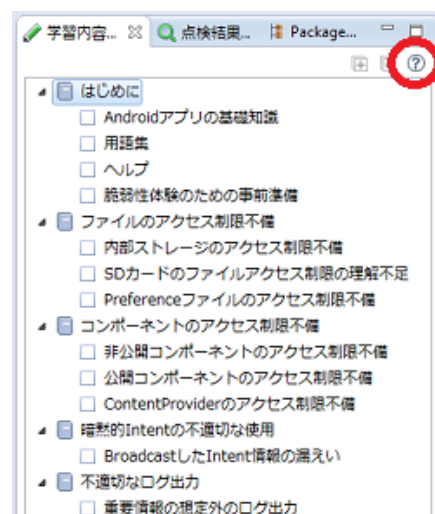 学習内容...
点検結果...
Package...
はじめに
Androidアプリの基礎知識
用語集
ヘルプ
脆弱性体験のための事前準備
ファイルのアクセス制限不備
内部ストレージのアクセス制限不備
SDカードのファイルアクセス制限の理解不足
Preferenceファイルのアクセス制限不備
コンポーネントのアクセス制限不備
非公開コンポーネントのアクセス制限不備
公開コンポーネントのアクセス制限不備
ContentProviderのアクセス制限不備
暗黙的Intentの不適切な使用
BroadcastしたIntent情報の漏えい
不適切なログ出力
重要情報の想定外のログ出力